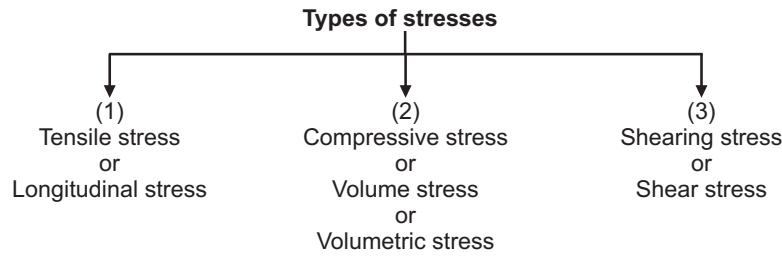 Types of stresses
(1)
Tensile stress
or
Longitudinal stress
(2)
Compressive stress
or
Volume stress
or
Volumetric stress
(3)
Shearing stress
or
Shear stress